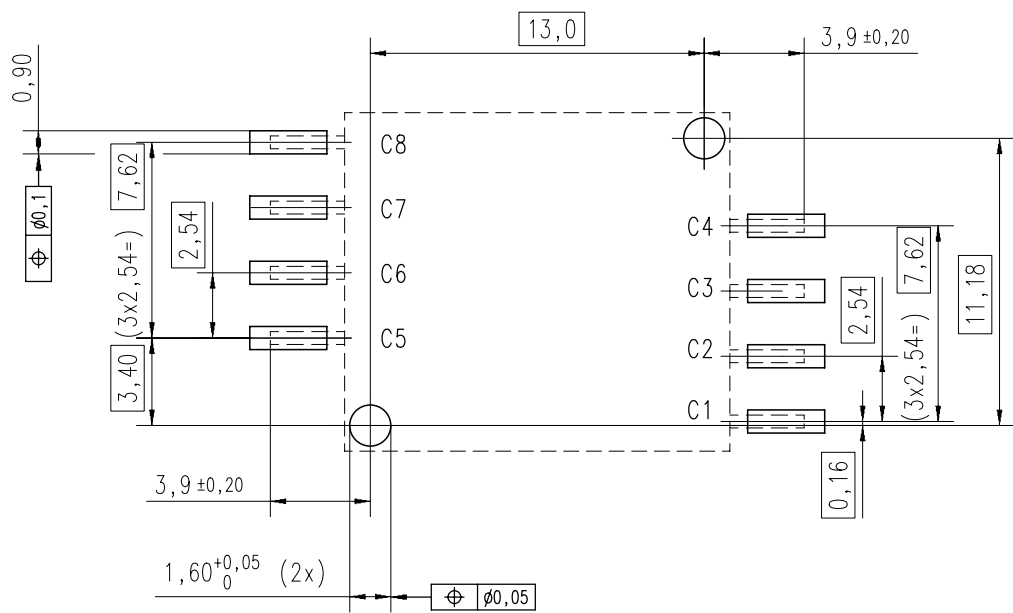 13,0
3,9 ±0,20
0,90
C8
7,62
⌖ ø0,1
C7
2,54
C4
7,62
11,18
C6
C3
(3x2,54=)
2,54
C5
C2
(3x2,54=)
3,40
C1
3,9 ±0,20
0,16
1,60 +0,05 0 (2x)
⌖ ø0,05